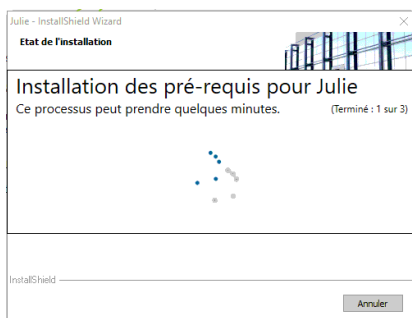 Julie - InstallShield Wizard
Etat de l'installation
Installation des pré-requis pour Julie
Ce processus peut prendre quelques minutes.
(Terminé : 1 sur 3)
InstallShield
Annuler